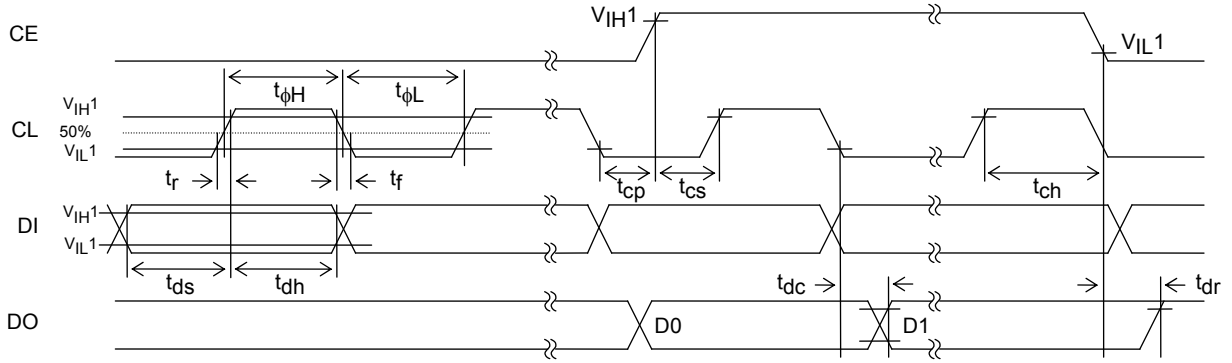 CE
VIH1
VIL1
tϕH
tϕL
VIH1
CL
50%
VIL1
tr
tf
tcp
tcs
tch
DI
VIH1
VIL1
tds
tdh
tdc
tdr
DO
D0
D1